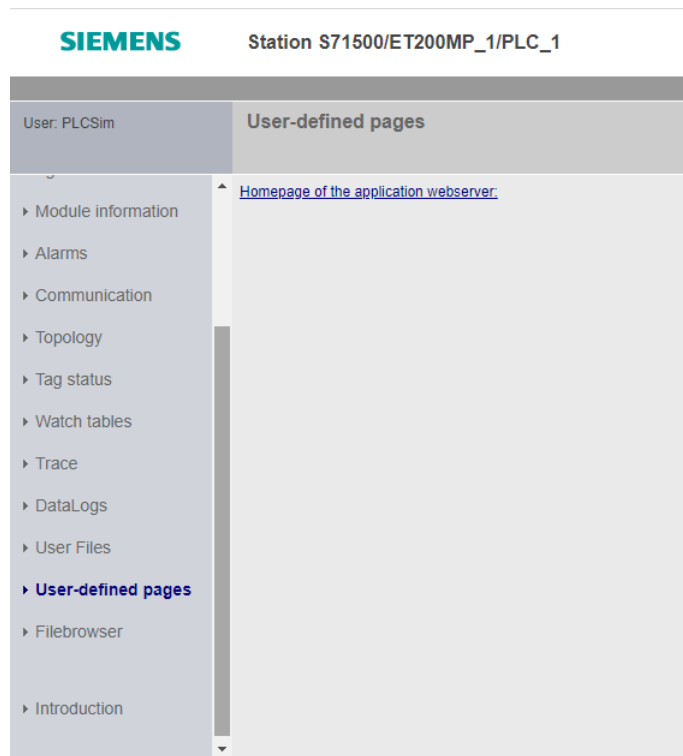 SIEMENS
Station S71500/ET200MP_1/PLC_1
User: PLCSim
User-defined pages
Homepage of the application webserver:
Module information
Alarms
Communication
Topology
Tag status
Watch tables
Trace
DataLogs
User Files
User-defined pages
Filebrowser
Introduction